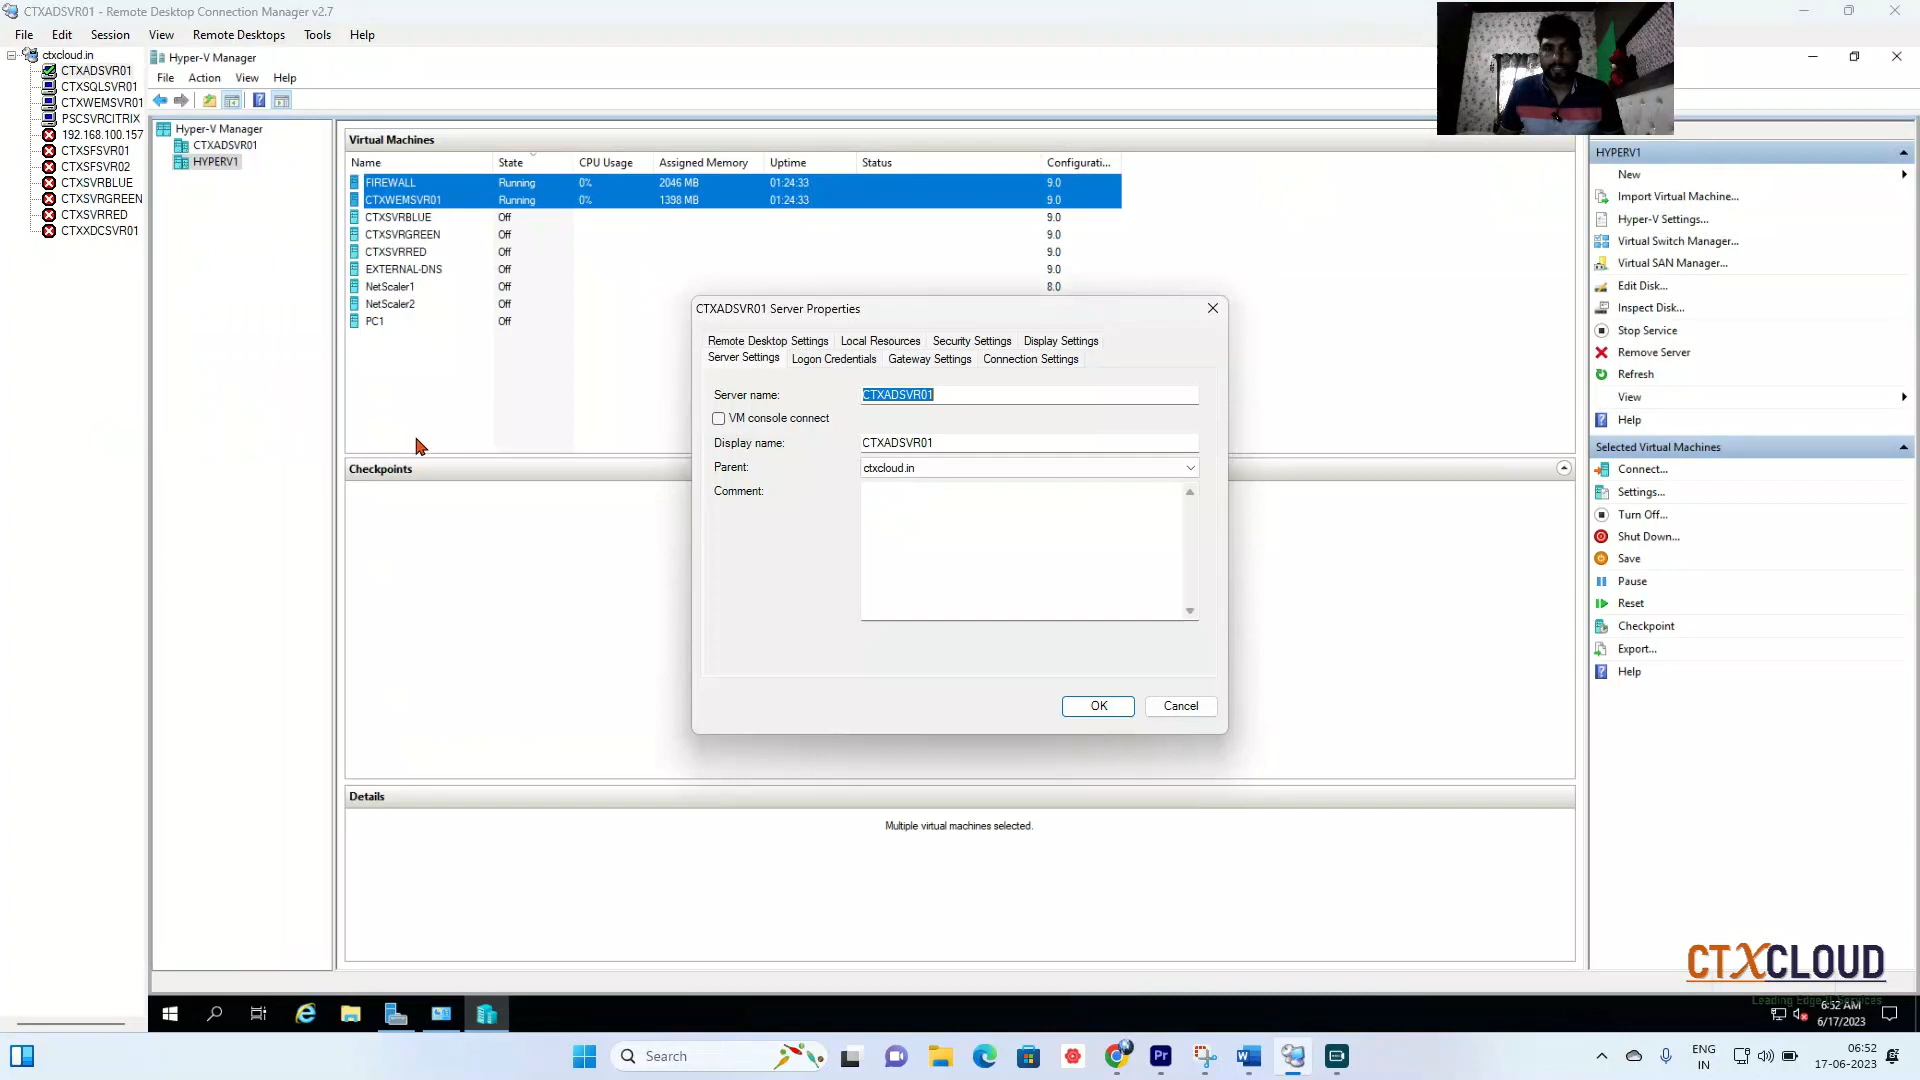 CTXADSVR01 - Remote Desktop Connection Manager v2.7
File Edit Session View Remote Desktops Tools Help
ctxcloud.in
CTXADSVR01
CTXSQLSVR01
CTXWEMSVR01
PSCSVRCITRIX
192.168.100.157
CTXSFSVR01
CTXSFSVR02
CTXSVRBLUE
CTXSVRGREEN
CTXSVRRED
CTXXDCSVR01
Hyper-V Manager
File Action View Help
Hyper-V Manager
CTXADSVR01
HYPERV1
Virtual Machines
Name State CPU Usage Assigned Memory Uptime Status Configurati...
FIREWALL Running 0% 2046 MB 01:24:33 9.0
CTXWEMSVR01 Running 0% 1398 MB 01:24:33 9.0
CTXSVRBLUE Off 9.0
CTXSVRGREEN Off 9.0
CTXSVRRED Off 9.0
EXTERNAL-DNS Off 9.0
NetScaler1 Off 8.0
NetScaler2 Off
PC1 Off
CTXADSVR01 Server Properties
Remote Desktop Settings Local Resources Security Settings Display Settings
Server Settings Logon Credentials Gateway Settings Connection Settings
Server name: CTXADSVR01
VM console connect
Display name: CTXADSVR01
Parent: ctxcloud.in
Comment:
OK Cancel
Checkpoints
Details
Multiple virtual machines selected.
HYPERV1
New
Import Virtual Machine...
Hyper-V Settings...
Virtual Switch Manager...
Virtual SAN Manager...
Edit Disk...
Inspect Disk...
Stop Service
Remove Server
Refresh
View
Help
Selected Virtual Machines
Connect...
Settings...
Turn Off...
Shut Down...
Save
Pause
Reset
Checkpoint
Export...
Help
CTXCLOUD
Leading Edge IT Services
6:52 AM
6/17/2023
Search
ENG
IN
06:52
17-06-2023